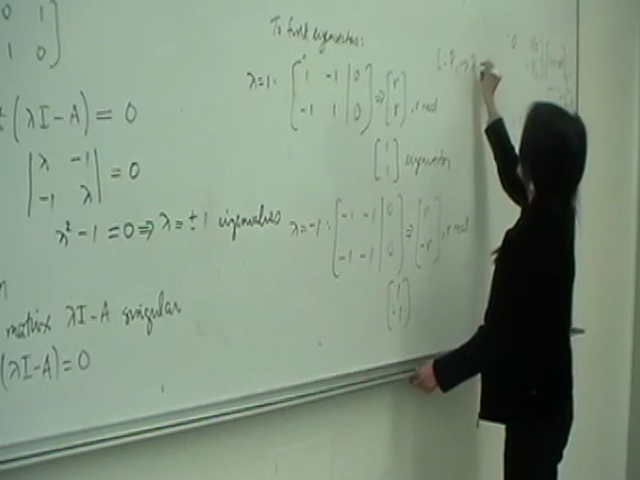 0 1
1 0
(λI-A)=0
|λ -1|
|-1 λ| =0
λ²-1=0⇒λ=±1 eigenvalues
matrix λI-A singular
(λI-A)=0
To find eigenvectors:
λ=1: [1 -1|0] ⇒ [r]
[-1 1|0] [r], r real
[1]
[1] eigenvector
λ=-1: [-1 -1|0] ⇒ [r]
[-1 -1|0] [-r], r real
[1]
[-1]